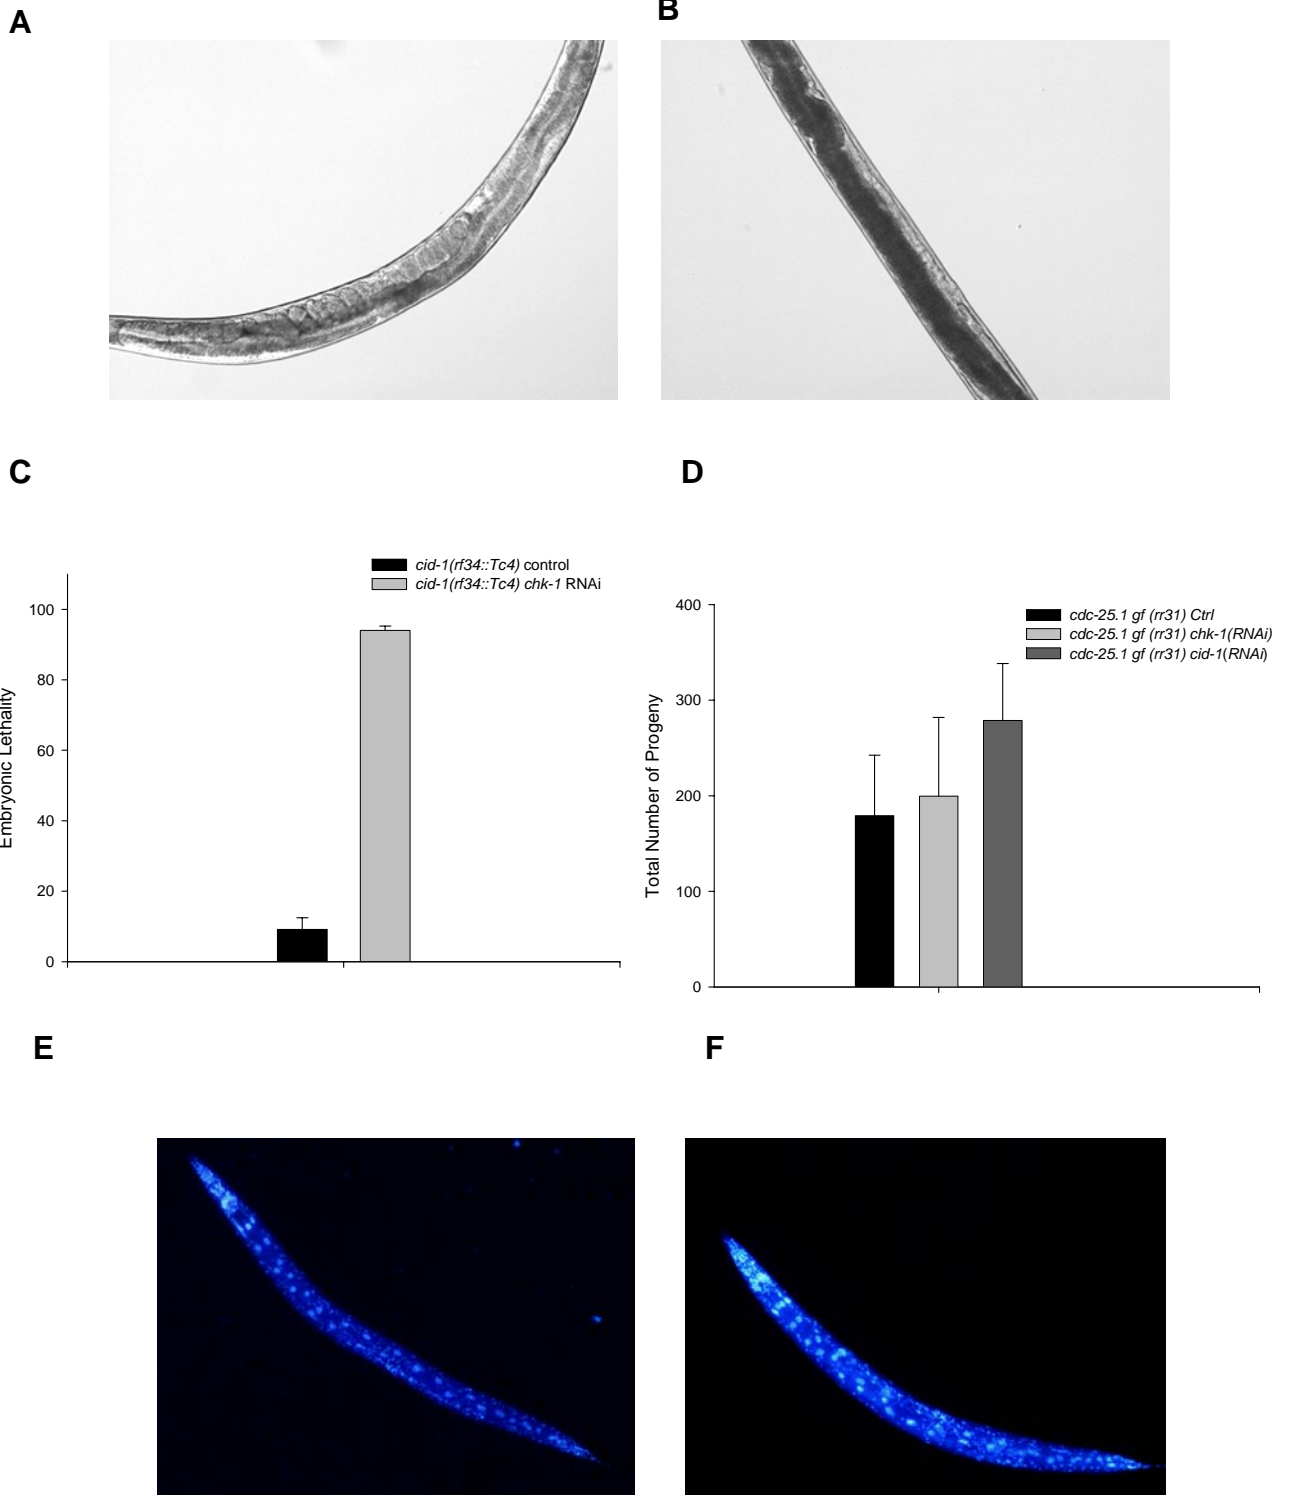 A
B
C
D
cid-1(rf34::Tc4) control
cid-1(rf34::Tc4) chk-1 RNAi
100
80
60
40
20
0
Embryonic Lethality
cdc-25.1 gf (rr31) Ctrl
cdc-25.1 gf (rr31) chk-1(RNAi)
cdc-25.1 gf (rr31) cid-1(RNAi)
400
300
200
100
0
Total Number of Progeny
E
F